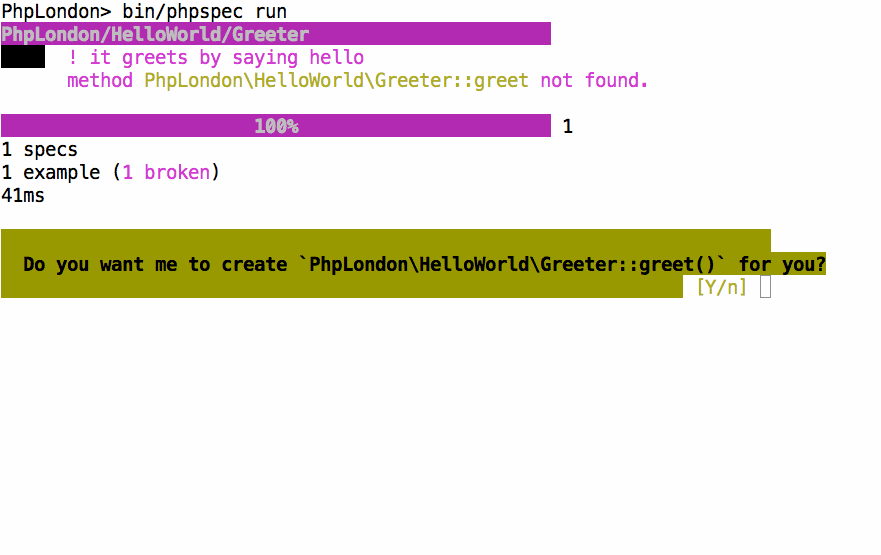 PhpLondon> bin/phpspec run
PhpLondon/HelloWorld/Greeter
! it greets by saying hello
method PhpLondon\HelloWorld\Greeter::greet not found.
100% 1
1 specs
1 example (1 broken)
41ms
Do you want me to create `PhpLondon\HelloWorld\Greeter::greet()` for you?
[Y/n]